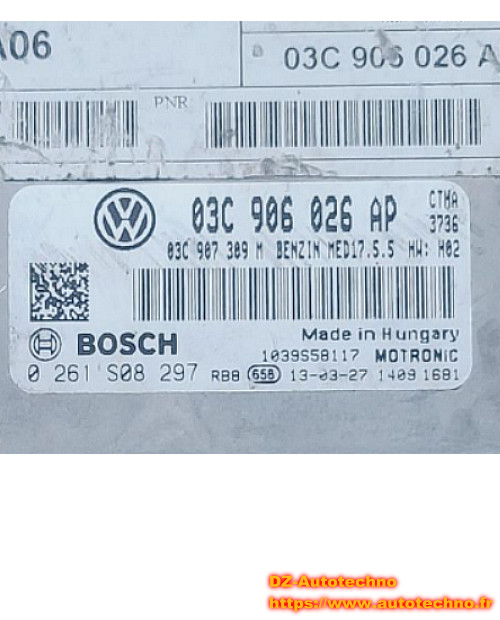 A06
03C 906 026 A
PNR
03C 906 026 AP
CTHA
3736
03C 907 309 M BENZIN MED17.5.5 HW: H02
BOSCH
Made in Hungary
1039S58117 MOTRONIC
0 261 S08 297 RBB 658 13-03-27 1409 1681
DZ-Autotechno
https://www.autotechno.fr